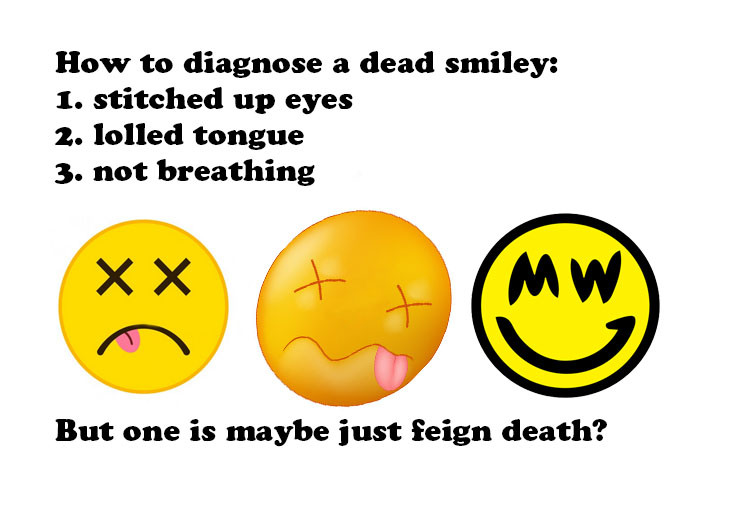 How to diagnose a dead smiley:
1. stitched up eyes
2. lolled tongue
3. not breathing
MW
But one is maybe just feign death?